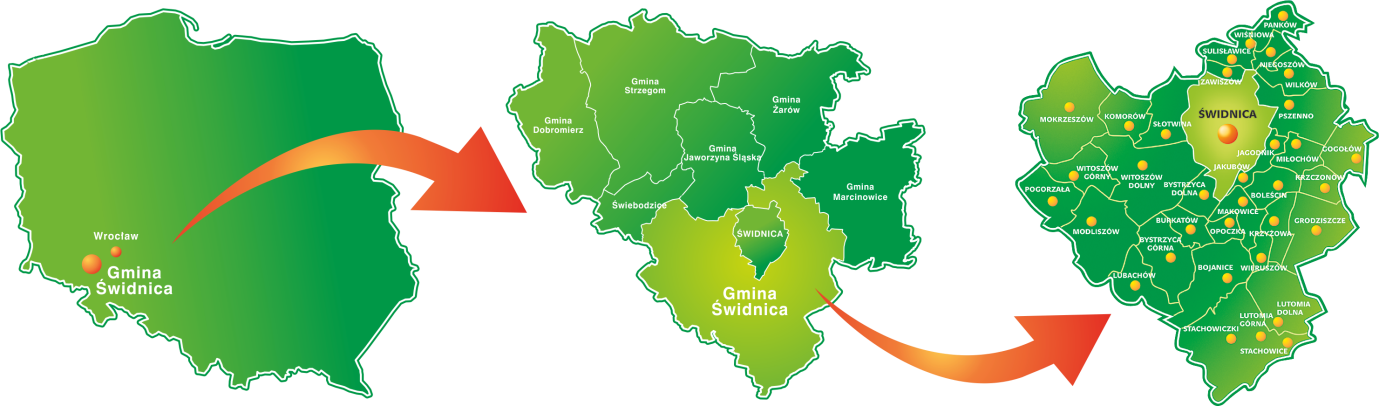 Wrocław
Gmina
Świdnica
Gmina
Strzegom
Gmina
Dobromierz
Gmina
Żarów
Gmina
Jaworzyna Śląska
Świebodzice
Gmina
Marcinowice
ŚWIDNICA
Gmina
Świdnica
PANKÓW
WIŚNIOWA
SULISŁAWICE
NIEGOSZÓW
ZAWISZÓW
WILKÓW
MOKRZESZÓW
KOMORÓW
SŁOTWINA
ŚWIDNICA
PSZENNO
JAGODNIK
MIŁOCHÓW
GOGOŁÓW
WITOSZÓW
GÓRNY
WITOSZÓW
DOLNY
JAKUBÓW
KRZCZONÓW
POGORZAŁA
BYSTRZYCA
DOLNA
BOLEŚCIN
MAKOWICE
MODLISZÓW
BURKATÓW
OPOCZKA
KRZYŻOWA
GRODZISZCZE
BYSTRZYCA
GÓRNA
LUBACHÓW
BOJANICE
WIERUSZÓW
LUTOMIA
DOLNA
LUTOMIA
GÓRNA
STACHOWICZKI
STACHOWICE